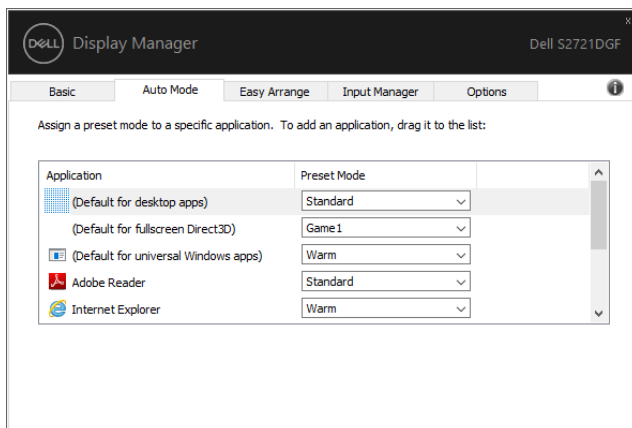 x
DELL Display Manager Dell S2721DGF
Basic Auto Mode Easy Arrange Input Manager Options i
Assign a preset mode to a specific application. To add an application, drag it to the list:
Application Preset Mode
(Default for desktop apps) Standard
(Default for fullscreen Direct3D) Game1
(Default for universal Windows apps) Warm
Adobe Reader Standard
Internet Explorer Warm